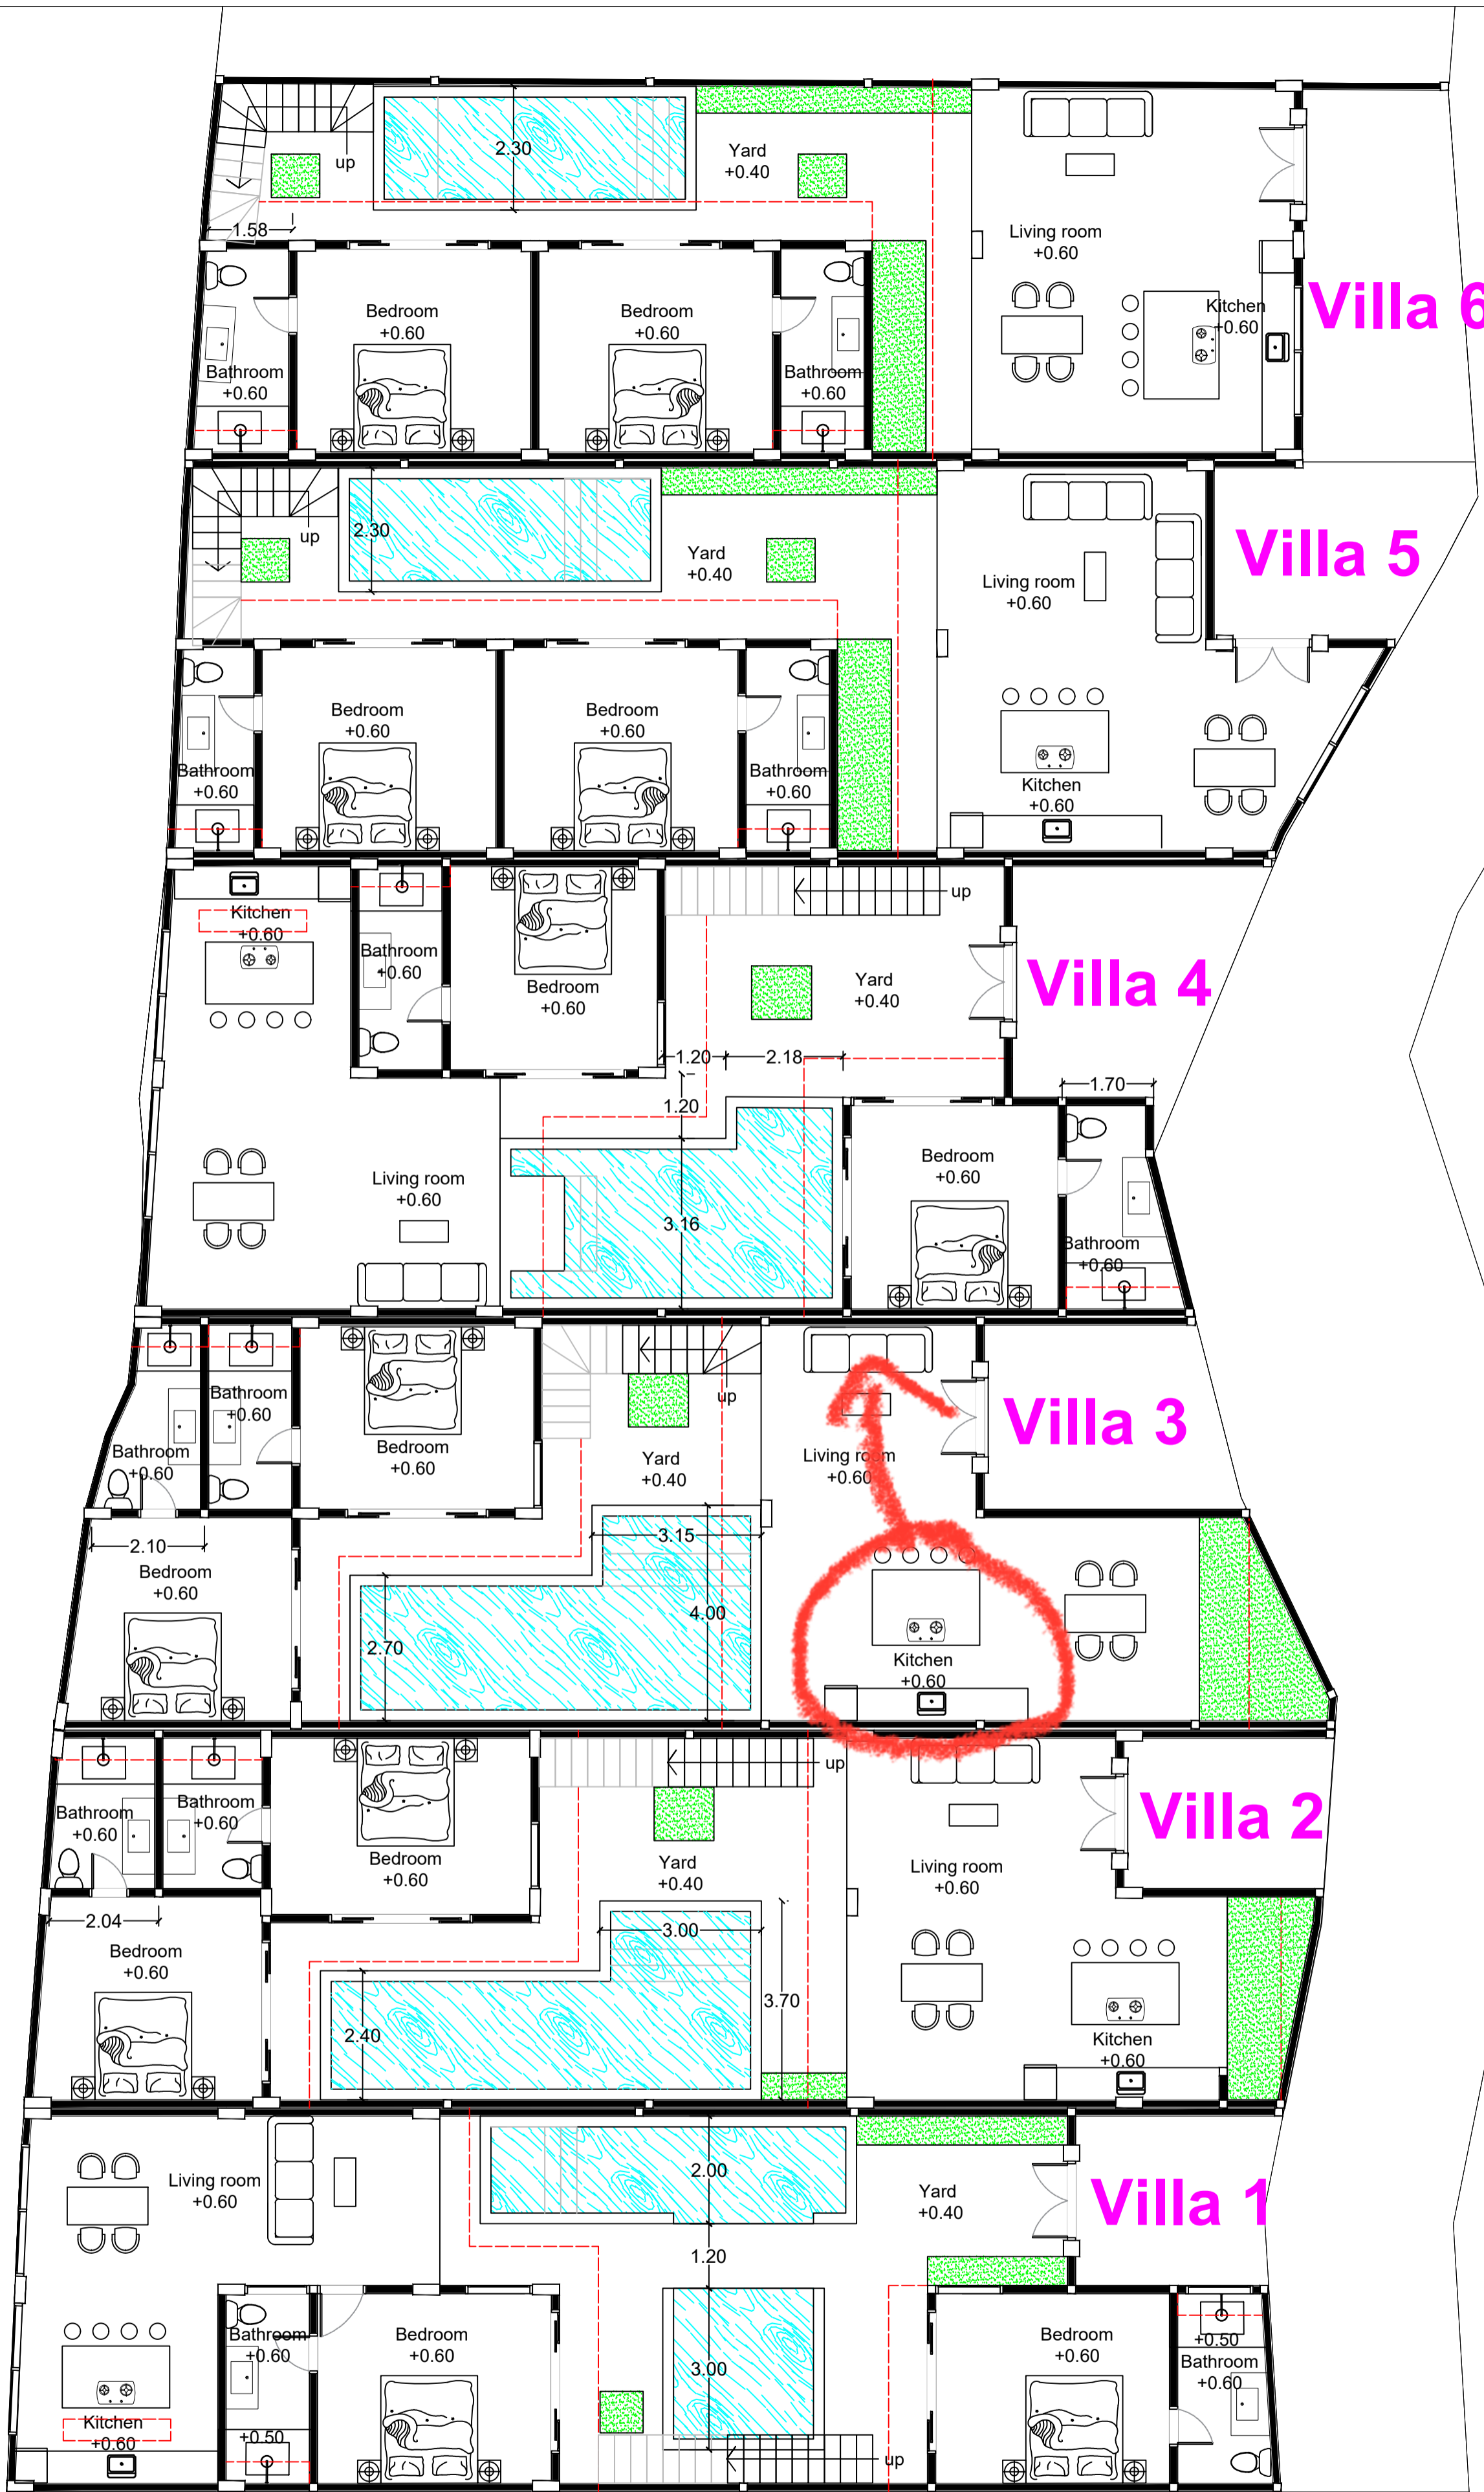 2.30
Yard
+0.40
up
1.58
Living room
+0.60
Bedroom
+0.60
Bedroom
+0.60
Kitchen
+0.60
Villa 6
Bathroom
+0.60
Bathroom
+0.60
2.30
up
Yard
+0.40
Living room
+0.60
Villa 5
Bedroom
+0.60
Bedroom
+0.60
Bathroom
+0.60
Bathroom
+0.60
Kitchen
+0.60
Kitchen
+0.60
Bathroom
+0.60
Bedroom
+0.60
up
Yard
+0.40
Villa 4
1.20
2.18
1.20
1.70
Living room
+0.60
3.16
Bedroom
+0.60
Bathroom
+0.60
Bathroom
+0.60
Bathroom
+0.60
Bedroom
+0.60
up
Yard
+0.40
Living room
+0.60
Villa 3
2.10
Bedroom
+0.60
3.15
4.00
2.70
Kitchen
+0.60
Bathroom
+0.60
Bathroom
+0.60
Bedroom
+0.60
up
Yard
+0.40
Living room
+0.60
Villa 2
2.04
Bedroom
+0.60
3.00
3.70
2.40
Kitchen
+0.60
Living room
+0.60
2.00
Yard
+0.40
Villa 1
1.20
Bathroom
+0.60
Bedroom
+0.60
3.00
Bedroom
+0.60
+0.50
Bathroom
+0.60
Kitchen
+0.60
+0.50
up